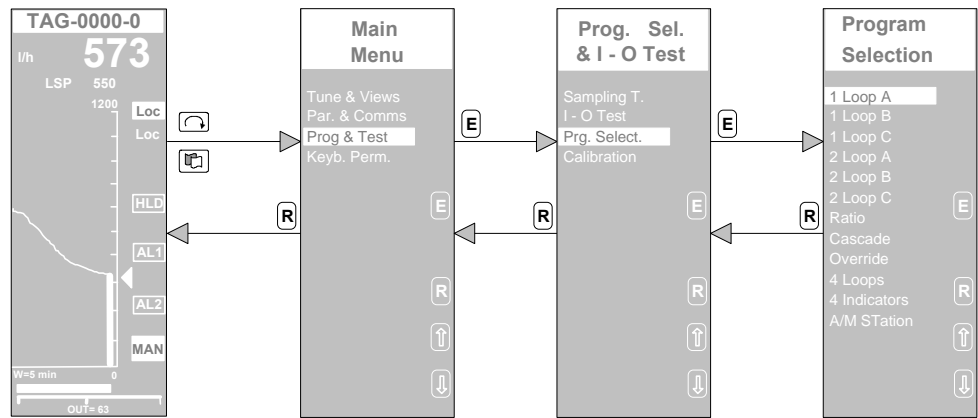 TAG-0000-0
l/h 573
LSP 550
1200
Loc
Loc
HLD
AL1
AL2
MAN
W=5 min 0
OUT= 63
E
R
Main
Menu
Tune & Views
Par. & Comms
Prog & Test
Keyb. Perm.
E
R
E
R
Prog. Sel.
& I - O Test
Sampling T.
I - O Test
Prg. Select.
Calibration
E
R
E
R
Program
Selection
1 Loop A
1 Loop B
1 Loop C
2 Loop A
2 Loop B
2 Loop C
Ratio
Cascade
Override
4 Loops
4 Indicators
A/M STation
E
R